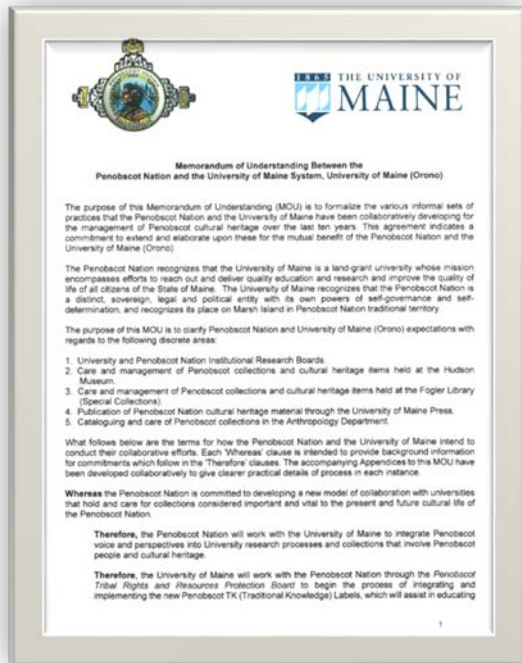 1865 THE UNIVERSITY OF
MAINE
Memorandum of Understanding Between the
Penobscot Nation and the University of Maine System, University of Maine (Orono)
The purpose of this Memorandum of Understanding (MOU) is to formalize the various informal sets of
practices that the Penobscot Nation and the University of Maine have been collaboratively developing for
the management of Penobscot cultural heritage over the last ten years. This agreement indicates a
commitment to extend and elaborate upon these for the mutual benefit of the Penobscot Nation and the
University of Maine (Orono).
The Penobscot Nation recognizes that the University of Maine is a land-grant university whose mission
encompasses efforts to reach out and deliver quality education and research and improve the quality of
life of all citizens of the State of Maine. The University of Maine recognizes that the Penobscot Nation is
a distinct, sovereign, legal and political entity with its own powers of self-governance and self-
determination, and recognizes its place on Marsh Island in Penobscot Nation traditional territory.
The purpose of this MOU is to clarify Penobscot Nation and University of Maine (Orono) expectations with
regards to the following discrete areas:
1. University and Penobscot Nation Institutional Research Boards.
2. Care and management of Penobscot collections and cultural heritage items held at the Hudson
Museum.
3. Care and management of Penobscot collections and cultural heritage items held at the Fogler Library
(Special Collections).
4. Publication of Penobscot Nation cultural heritage material through the University of Maine Press.
5. Cataloguing and care of Penobscot collections in the Anthropology Department.
What follows below are the terms for how the Penobscot Nation and the University of Maine intend to
conduct their collaborative efforts. Each 'Whereas' clause is intended to provide background information
for commitments which follow in the 'Therefore' clauses. The accompanying Appendices to this MOU have
been developed collaboratively to give clearer practical details of process in each instance.
Whereas the Penobscot Nation is committed to developing a new model of collaboration with universities
that hold and care for collections considered important and vital to the present and future cultural life of
the Penobscot Nation.
Therefore, the Penobscot Nation will work with the University of Maine to integrate Penobscot
voice and perspectives into University research processes and collections that involve Penobscot
people and cultural heritage.
Therefore, the University of Maine will work with the Penobscot Nation through the Penobscot
Tribal Rights and Resources Protection Board to begin the process of integrating and
implementing the new Penobscot TK (Traditional Knowledge) Labels, which will assist in educating
1